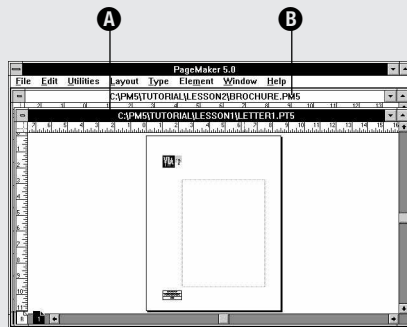 A B
PageMaker 5.0
File Edit Utilities Layout Type Element Window Help
C:\PM5\TUTORIAL\LESSON2\BROCHURE.PM5
C:\PM5\TUTORIAL\LESSON1\LETTER1.PT5
R 1